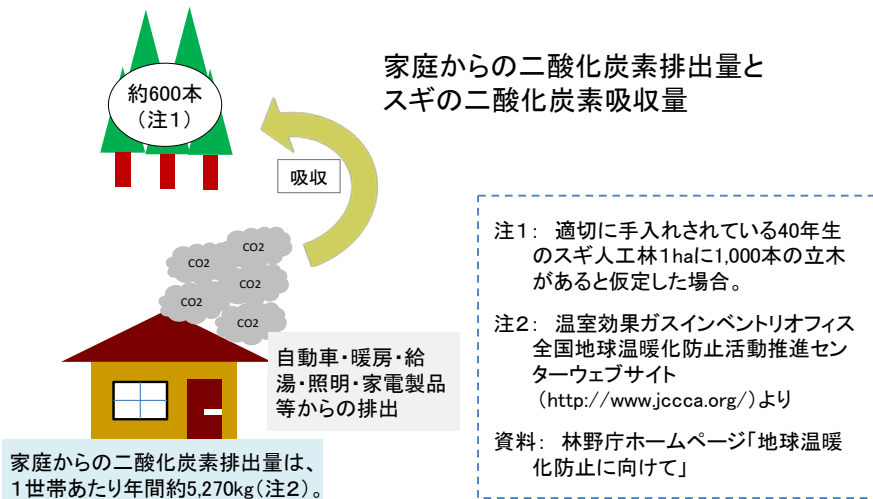 家庭からの二酸化炭素排出量と
スギの二酸化炭素吸収量
約600本
（注１）
吸収
CO2
CO2
CO2
CO2
CO2
自動車・暖房・給
湯・照明・家電製品
等からの排出
家庭からの二酸化炭素排出量は、
１世帯あたり年間約5,270kg（注２）。
注１： 適切に手入れされている40年生
のスギ人工林１haに1,000本の立木
があると仮定した場合。
注２： 温室効果ガスインベントリオフィス
全国地球温暖化防止活動推進セン
ターウェブサイト
（http://www.jccca.org/）より
資料： 林野庁ホームページ「地球温暖
化防止に向けて」